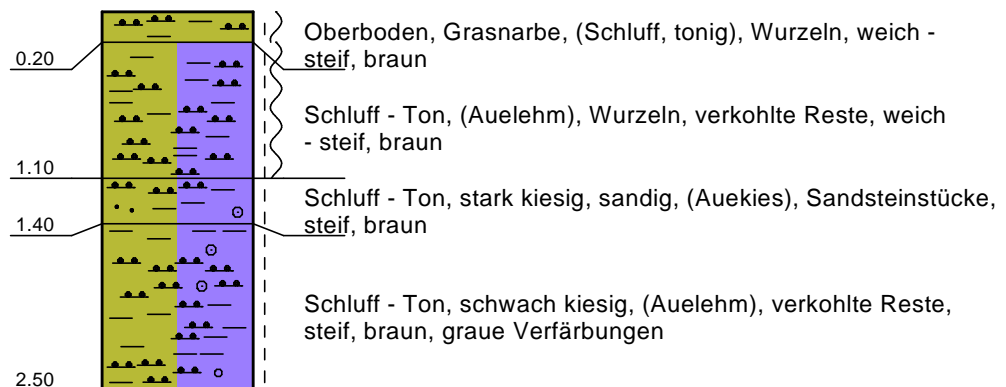 Oberboden, Grasnarbe, (Schluff, tonig), Wurzeln, weich -
0.20
steif, braun
Schluff - Ton, (Auelehm), Wurzeln, verkohlte Reste, weich
- steif, braun
1.10
Schluff - Ton, stark kiesig, sandig, (Auekies), Sandsteinstücke,
1.40
steif, braun
Schluff - Ton, schwach kiesig, (Auelehm), verkohlte Reste,
steif, braun, graue Verfärbungen
2.50